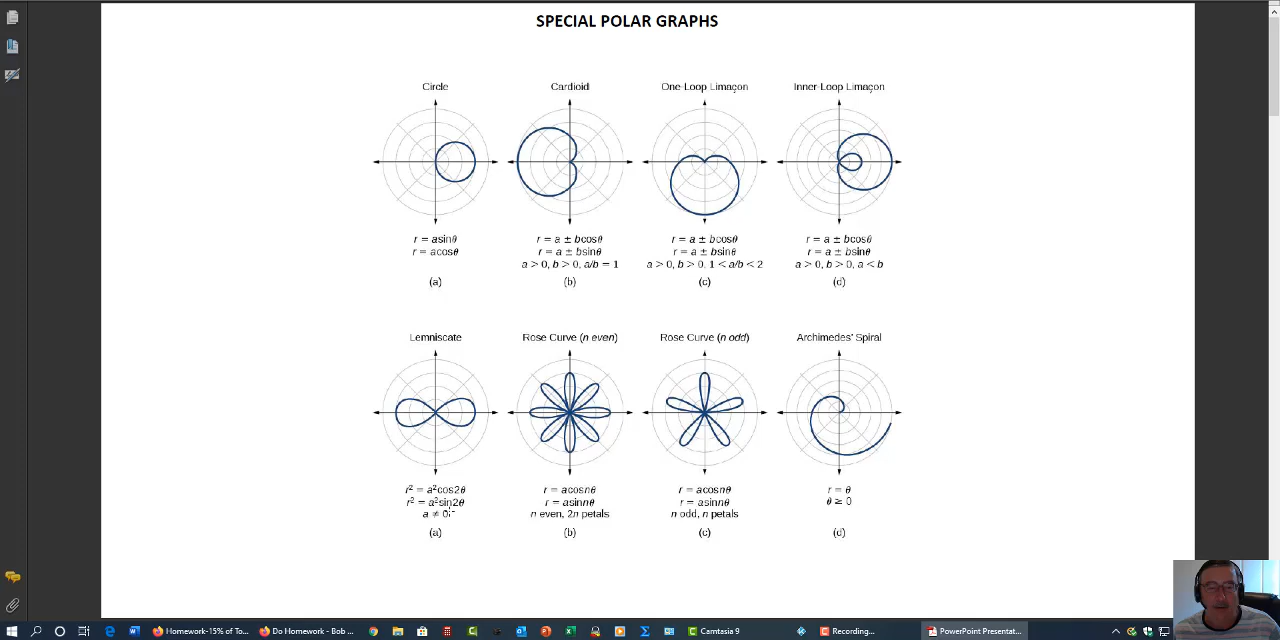 SPECIAL POLAR GRAPHS
Circle
Cardioid
One-Loop Limaçon
Inner-Loop Limaçon
r = asinθ
r = acosθ
(a)
r = a ± bcosθ
r = a ± bsinθ
a > 0, b > 0, a/b = 1
(b)
r = a ± bcosθ
r = a ± bsinθ
a > 0, b > 0, 1 < a/b < 2
(c)
r = a ± bcosθ
r = a ± bsinθ
a > 0, b > 0, a < b
(d)
Lemniscate
Rose Curve (n even)
Rose Curve (n odd)
Archimedes' Spiral
r² = a²cos2θ
r² = a²sin2θ
a ≠ 0
(a)
r = acosnθ
r = asinnθ
n even, 2n petals
(b)
r = acosnθ
r = asinnθ
n odd, n petals
(c)
r = θ
θ ≥ 0
(d)
Homework-15% of To...
Do Homework - Bob ...
Camtasia 9
Recording...
PowerPoint Presentat...